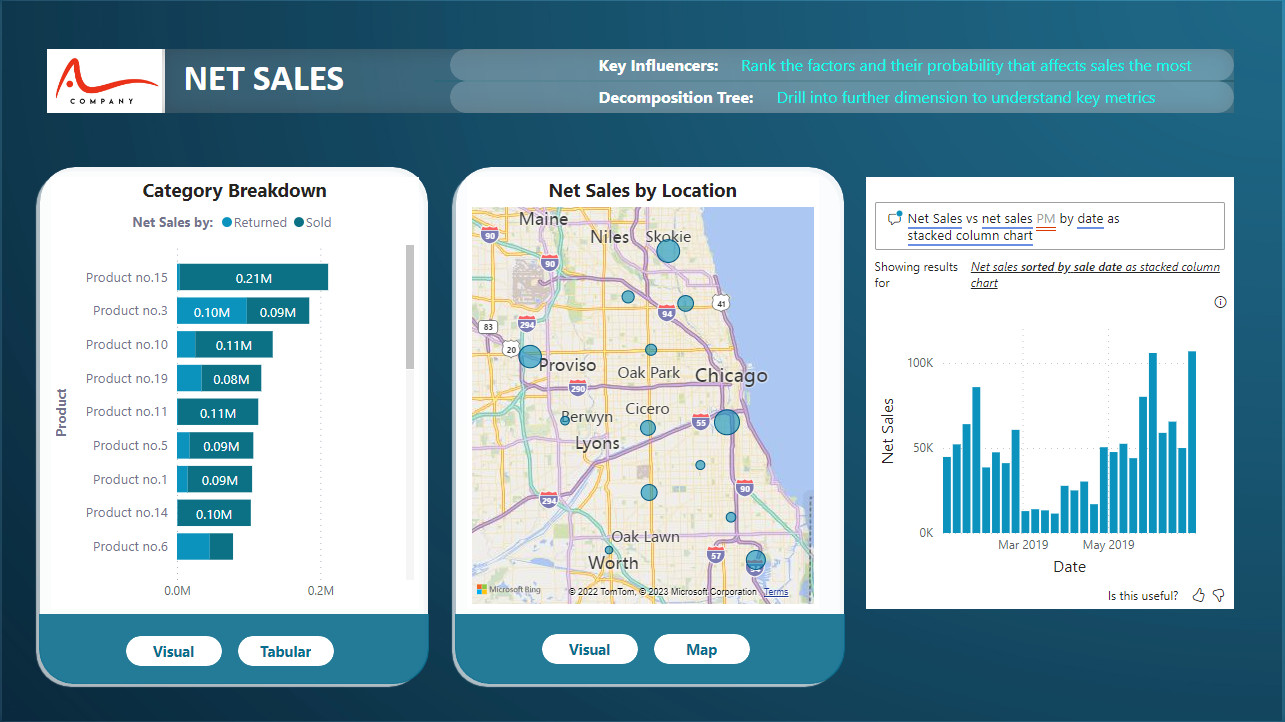 COMPANY
NET SALES
Key Influencers: Rank the factors and their probability that affects sales the most
Decomposition Tree: Drill into further dimension to understand key metrics
Category Breakdown
Net Sales by: Returned Sold
Product
Product no.15 0.21M
Product no.3 0.10M 0.09M
Product no.10 0.11M
Product no.19 0.08M
Product no.11 0.11M
Product no.5 0.09M
Product no.1 0.09M
Product no.14 0.10M
Product no.6
0.0M 0.2M
Visual Tabular
Net Sales by Location
Maine
90
Niles Skokie
90
294
94
41
83
20
Proviso
Oak Park
Chicago
290
Berwyn
Cicero
55
Lyons
90
294
Oak Lawn
57
Worth
Microsoft Bing
© 2022 TomTom, © 2023 Microsoft Corporation Terms
Visual Map
Net Sales vs net sales PM by date as
stacked column chart
Showing results
for
Net sales sorted by sale date as stacked column
chart
Net Sales
100K
50K
0K
Mar 2019 May 2019
Date
Is this useful?